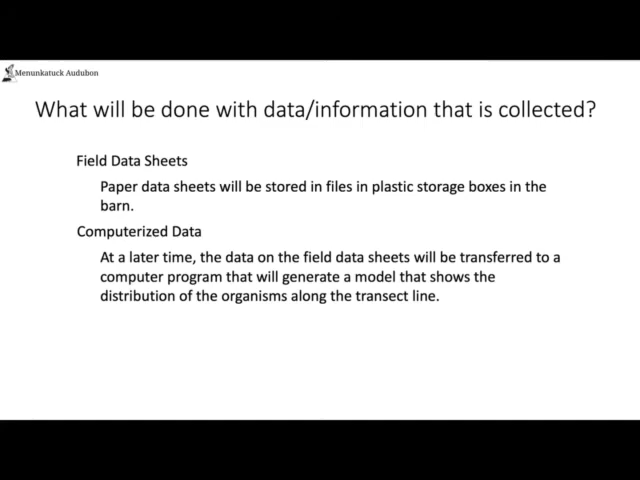 Menunkatuck Audubon
What will be done with data/information that is collected?
Field Data Sheets
Paper data sheets will be stored in files in plastic storage boxes in the
barn.
Computerized Data
At a later time, the data on the field data sheets will be transferred to a
computer program that will generate a model that shows the
distribution of the organisms along the transect line.